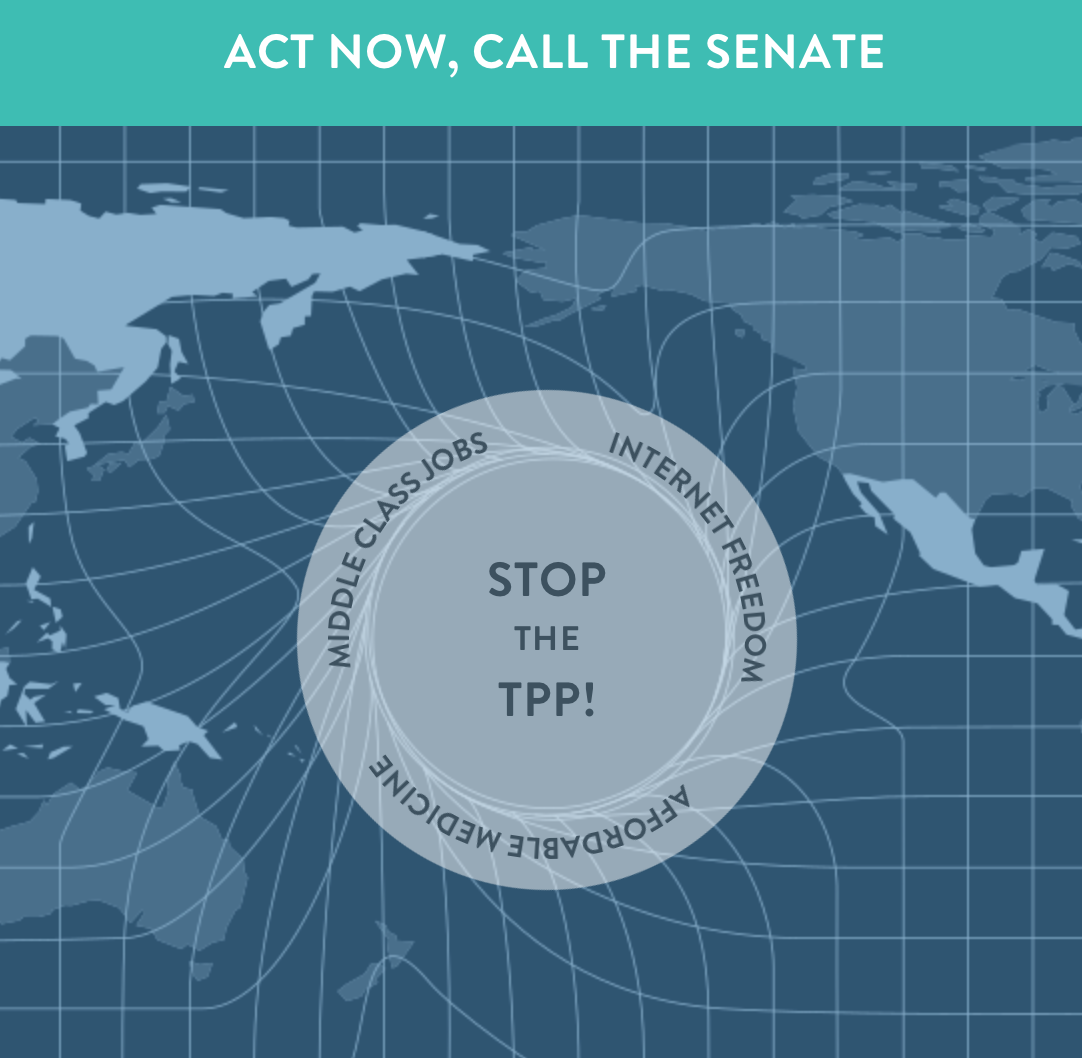 ACT NOW, CALL THE SENATE
MIDDLE CLASS JOBS
INTERNET FREEDOM
STOP
THE
TPP!
AFFORDABLE MEDICINE